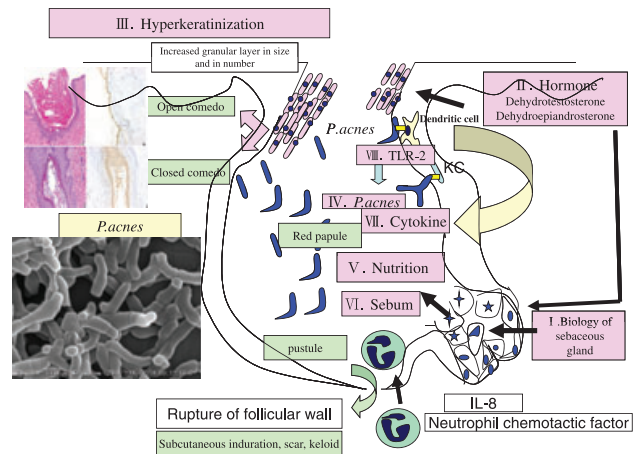 Ⅲ. Hyperkeratinization
Increased granular layer in size
and in number
Open comedo
Closed comedo
P.acnes
P.acnes
Dendritic cell
Ⅱ. Hormone
Dehydrotestosterone
Dehydroepiandrosterone
Ⅷ. TLR-2
KC
Ⅳ. P.acnes
Ⅶ. Cytokine
Red papule
Ⅴ. Nutrition
Ⅵ. Sebum
Ⅰ.Biology of
sebaceous
gland
pustule
IL-8
Neutrophil chemotactic factor
Rupture of follicular wall
Subcutaneous induration, scar, keloid